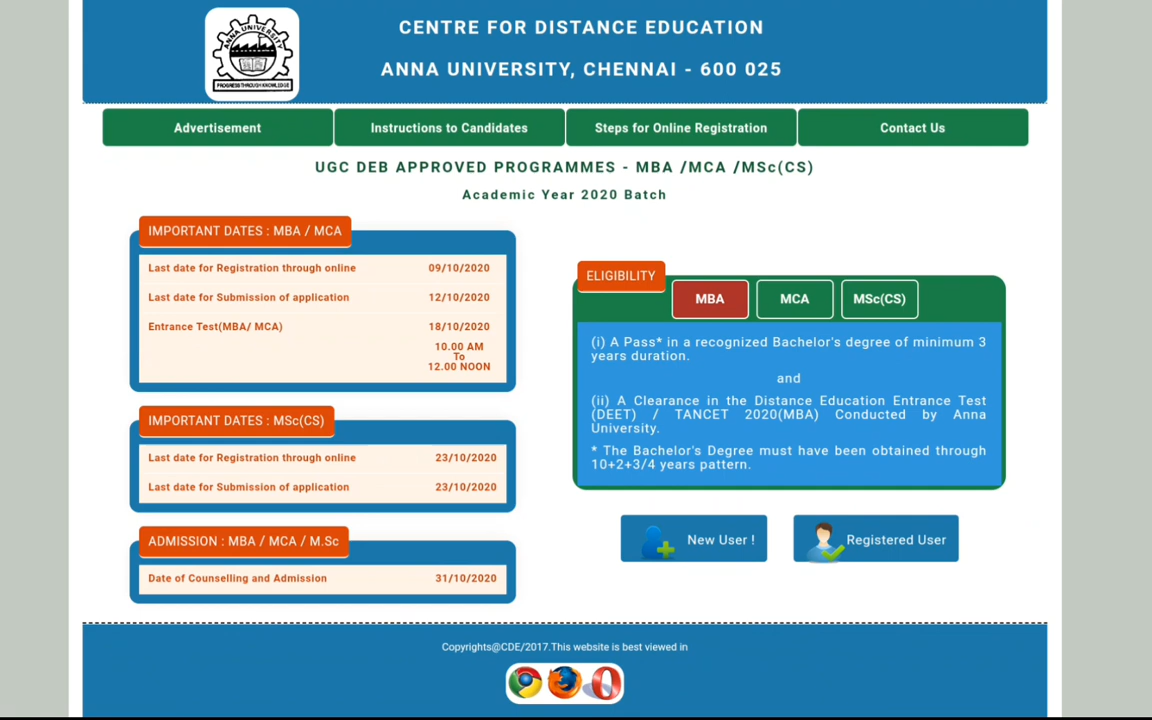 ANNA UNIVERSITY
PROGRESS THROUGH KNOWLEDGE
CENTRE FOR DISTANCE EDUCATION
ANNA UNIVERSITY, CHENNAI - 600 025
Advertisement
Instructions to Candidates
Steps for Online Registration
Contact Us
UGC DEB APPROVED PROGRAMMES - MBA /MCA /MSc(CS)
Academic Year 2020 Batch
IMPORTANT DATES : MBA / MCA
Last date for Registration through online 09/10/2020
Last date for Submission of application 12/10/2020
Entrance Test(MBA/ MCA) 18/10/2020
10.00 AM
To
12.00 NOON
IMPORTANT DATES : MSc(CS)
Last date for Registration through online 23/10/2020
Last date for Submission of application 23/10/2020
ADMISSION : MBA / MCA / M.Sc
Date of Counselling and Admission 31/10/2020
ELIGIBILITY
MBA
MCA
MSc(CS)
(i) A Pass* in a recognized Bachelor's degree of minimum 3
years duration.
and
(ii) A Clearance in the Distance Education Entrance Test
(DEET) / TANCET 2020(MBA) Conducted by Anna
University.
* The Bachelor's Degree must have been obtained through
10+2+3/4 years pattern.
New User !
Registered User
Copyrights@CDE/2017.This website is best viewed in